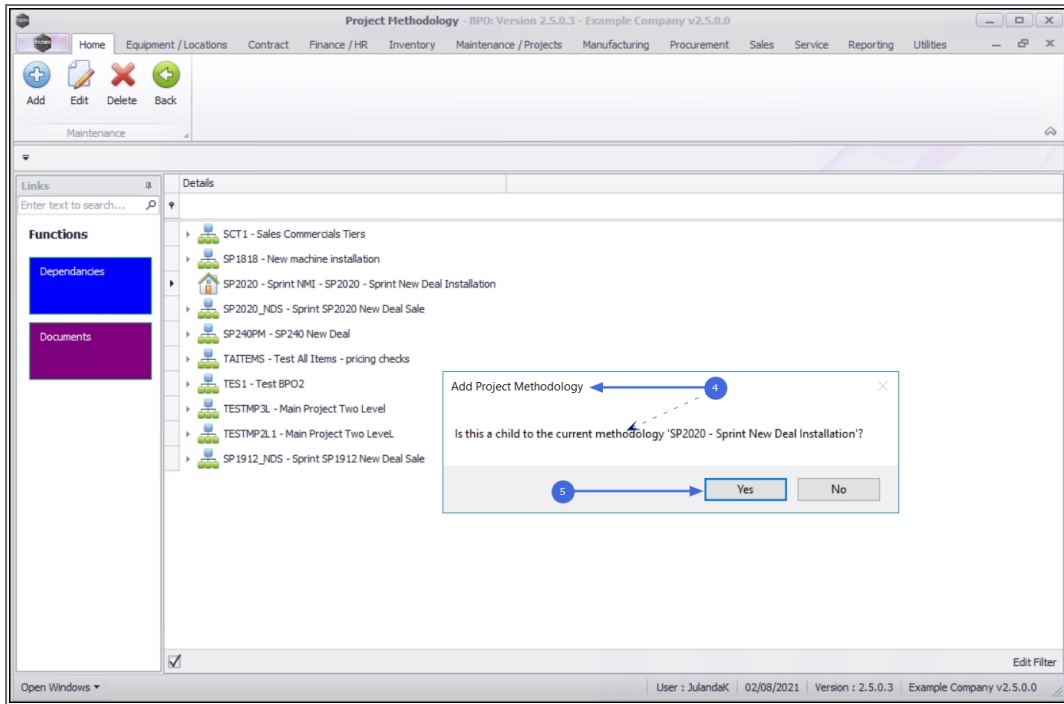 Project Methodology - BPO: Version 2.5.0.3 - Example Company v2.5.0.0
Home Equipment / Locations Contract Finance / HR Inventory Maintenance / Projects Manufacturing Procurement Sales Service Reporting Utilities
Add Edit Delete Back
Maintenance
Links
Enter text to search...
Functions
Dependancies
Documents
Details
SCT1 - Sales Commercials Tiers
SP1818 - New machine installation
SP2020 - Sprint NMI - SP2020 - Sprint New Deal Installation
SP2020_NDS - Sprint SP2020 New Deal Sale
SP240PM - SP240 New Deal
TAITEMS - Test All Items - pricing checks
TES1 - Test BPO2
TESTMP3L - Main Project Two Level
TESTMP2L1 - Main Project Two LeveL
SP1912_NDS - Sprint SP1912 New Deal Sale
Add Project Methodology
4
Is this a child to the current methodology 'SP2020 - Sprint New Deal Installation'?
5
Yes No
Edit Filter
Open Windows User : JulandaK 02/08/2021 Version : 2.5.0.3 Example Company v2.5.0.0